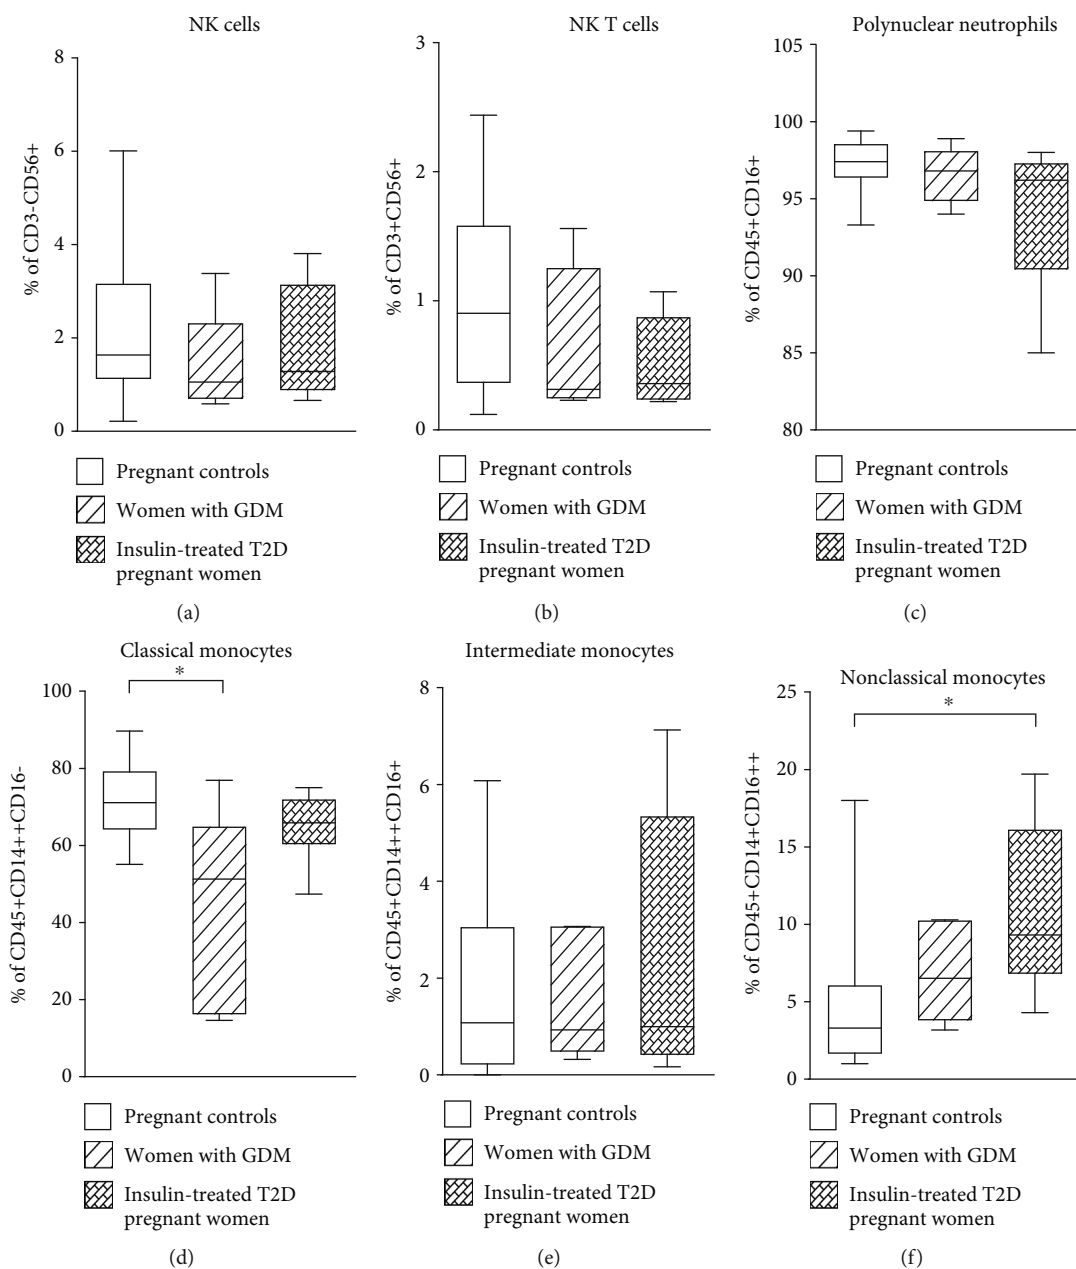 NK cells
% of CD3-CD56+
8
6
4
2
0
Pregnant controls
Women with GDM
Insulin-treated T2D
pregnant women
(a)
NK T cells
% of CD3+CD56+
3
2
1
0
Pregnant controls
Women with GDM
Insulin-treated T2D
pregnant women
(b)
Polynuclear neutrophils
% of CD45+CD16+
105
100
95
90
85
80
Pregnant controls
Women with GDM
Insulin-treated T2D
pregnant women
(c)
Classical monocytes
*
% of CD45+CD14++CD16-
100
80
60
40
20
0
Pregnant controls
Women with GDM
Insulin-treated T2D
pregnant women
(d)
Intermediate monocytes
% of CD45+CD14++CD16+
8
6
4
2
0
Pregnant controls
Women with GDM
Insulin-treated T2D
pregnant women
(e)
Nonclassical monocytes
*
% of CD45+CD14+CD16++
25
20
15
10
5
0
Pregnant controls
Women with GDM
Insulin-treated T2D
pregnant women
(f)